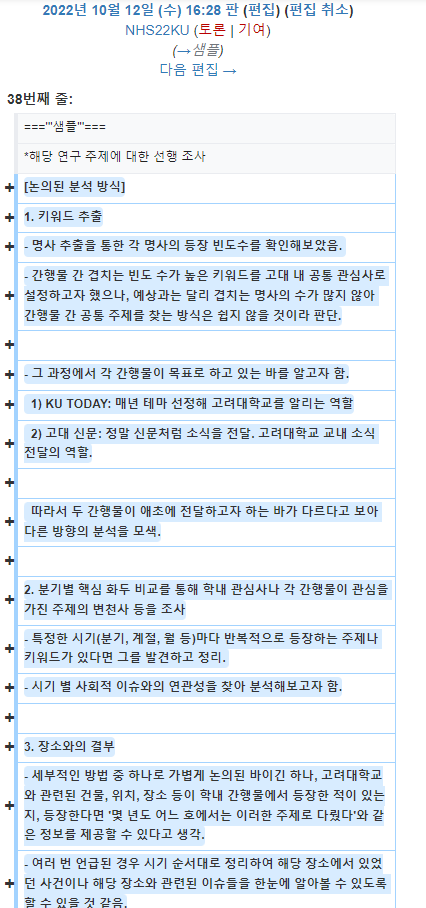 2022년 10월 12일 (수) 16:28 판 (편집) (편집 취소)
NHS22KU (토론 | 기여)
(→샘플)
다음 편집 →
38번째 줄:
==='''샘플'''===
*해당 연구 주제에 대한 선행 조사
+ [논의된 분석 방식]
+ 1. 키워드 추출
+ - 명사 추출을 통한 각 명사의 등장 빈도수를 확인해보았음.
+ - 간행물 간 겹치는 빈도 수가 높은 키워드를 고대 내 공통 관심사로
설정하고자 했으나, 예상과는 달리 겹치는 명사의 수가 많지 않아
간행물 간 공통 주제를 찾는 방식은 쉽지 않을 것이라 판단.
+
+ - 그 과정에서 각 간행물이 목표로 하고 있는 바를 알고자 함.
+ 1) KU TODAY: 매년 테마 선정해 고려대학교를 알리는 역할
+ 2) 고대 신문: 정말 신문처럼 소식을 전달. 고려대학교 교내 소식
전달의 역할.
+
+ 따라서 두 간행물이 애초에 전달하고자 하는 바가 다르다고 보아
다른 방향의 분석을 모색.
+
+ 2. 분기별 핵심 화두 비교를 통해 학내 관심사나 각 간행물이 관심을
가진 주제의 변천사 등을 조사
+ - 특정한 시기(분기, 계절, 월 등)마다 반복적으로 등장하는 주제나
키워드가 있다면 그를 발견하고 정리.
+ - 시기 별 사회적 이슈와의 연관성을 찾아 분석해보고자 함.
+
+ 3. 장소와의 결부
+ - 세부적인 방법 중 하나로 가볍게 논의된 바이긴 하나, 고려대학교
와 관련된 건물, 위치, 장소 등이 학내 간행물에서 등장한 적이 있는
지, 등장한다면 '몇 년도 어느 호에서는 이러한 주제로 다뤘다'와 같
은 정보를 제공할 수 있다고 생각.
+ - 여러 번 언급된 경우 시기 순서대로 정리하여 해당 장소에서 있었
던 사건이나 해당 장소와 관련된 이슈들을 한눈에 알아볼 수 있도록
할 수 있을 것 같음.